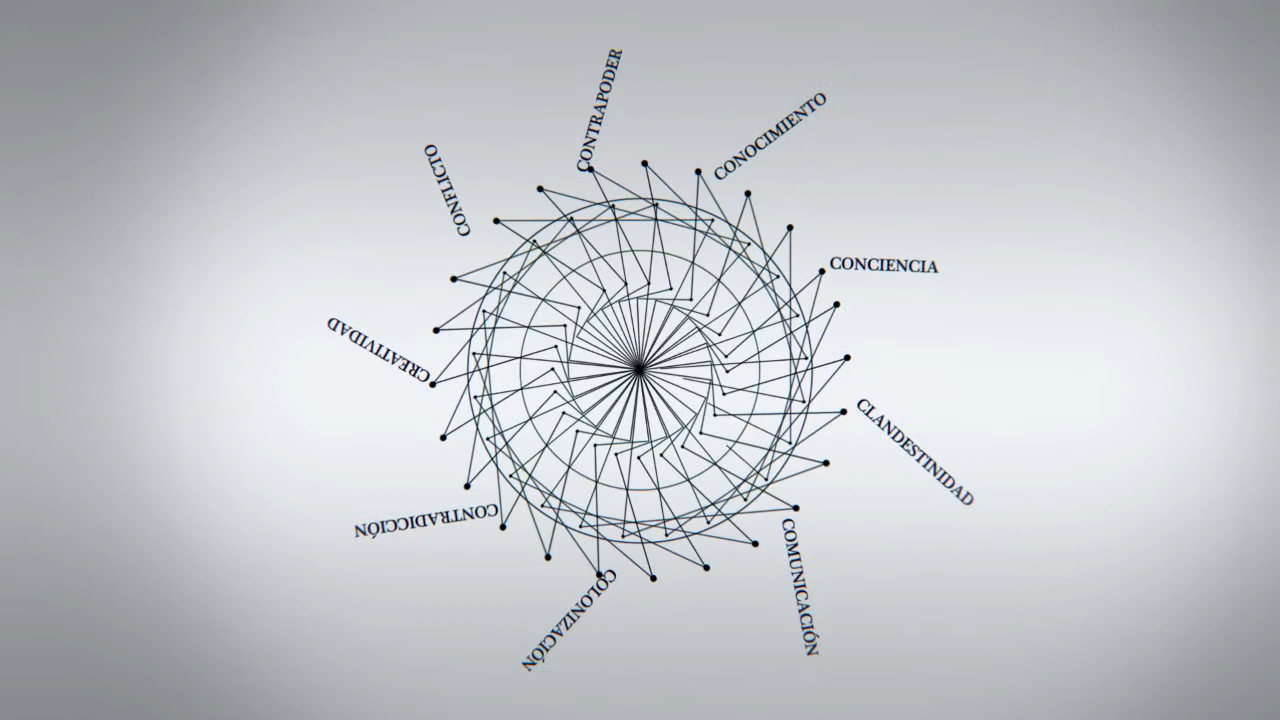 CONTRAPODER
CONOCIMIENTO
CONCIENCIA
CLANDESTINIDAD
COMUNICACIÓN
COLONIZACIÓN
CONTRADICCIÓN
CREATIVIDAD
CONFLICTO